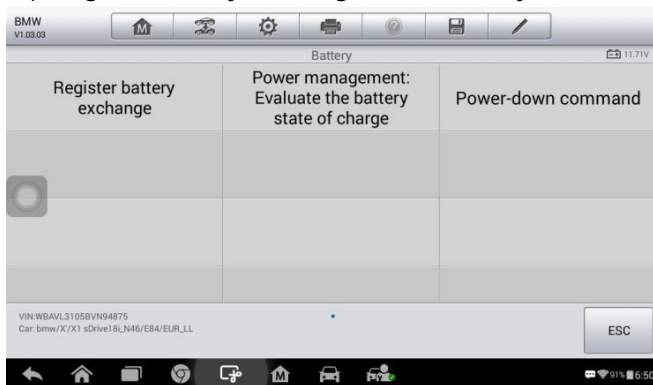 BMW
V1.03.03
Battery
11.71V
Register battery
exchange
Power management:
Evaluate the battery
state of charge
Power-down command
VIN:WBAVL3105BVN94875
Car:bmw/X'/X1 sDrive18i_N46/E84/EUR_LL
ESC
91% 6:50